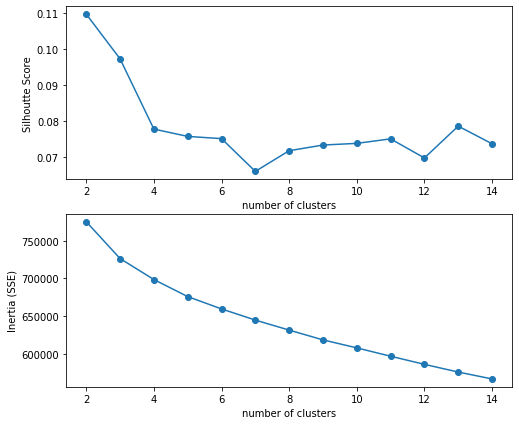 0.11
0.10
0.09
0.08
0.07
Silhoutte Score
2 4 6 8 10 12 14
number of clusters
750000
700000
650000
600000
Inertia (SSE)
2 4 6 8 10 12 14
number of clusters